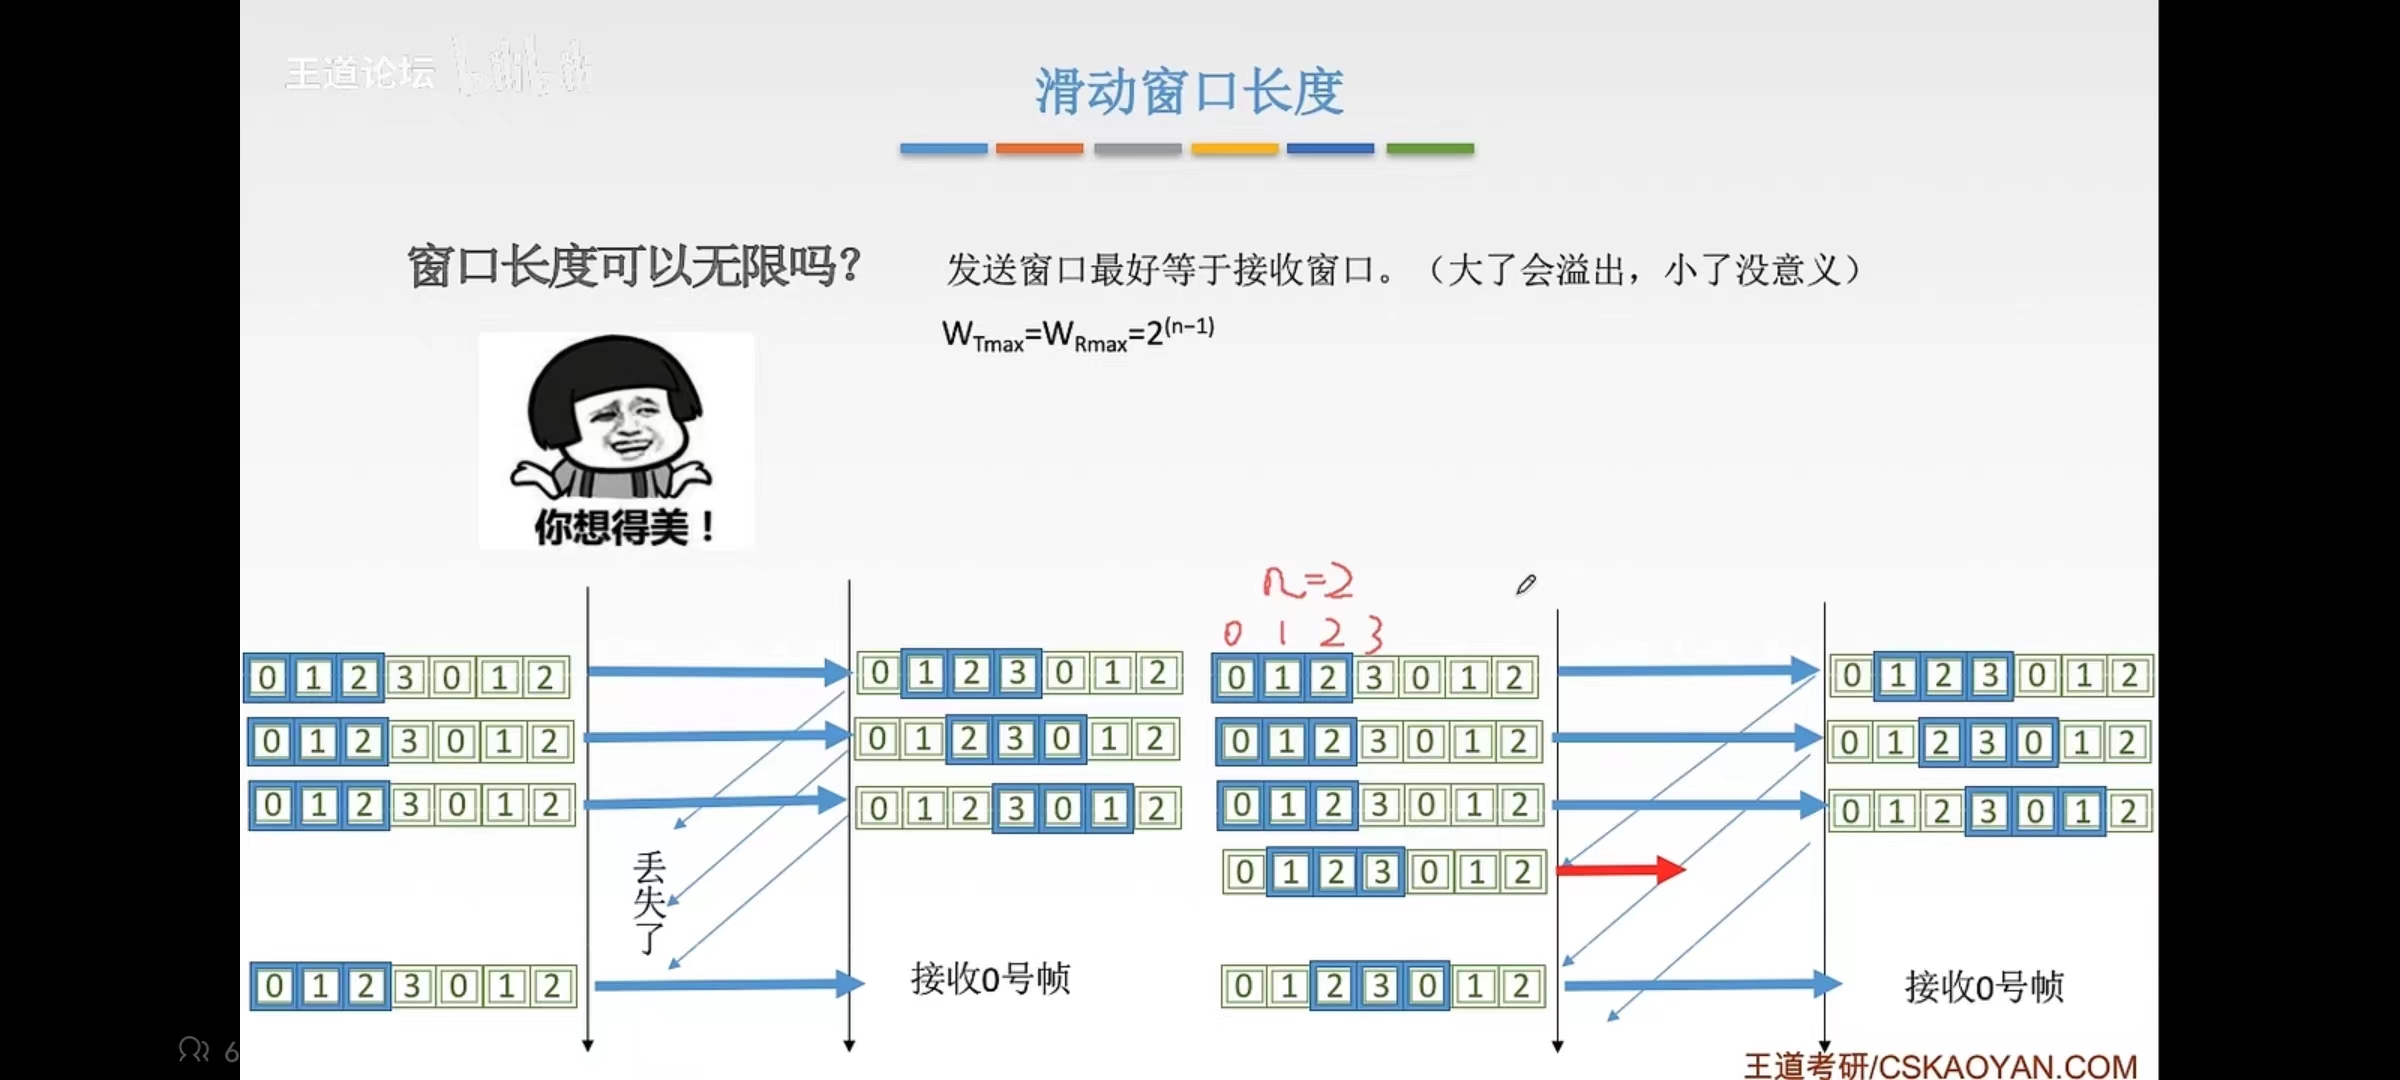 王道论坛 bilibili
滑动窗口长度
窗口长度可以无限吗？
发送窗口最好等于接收窗口。（大了会溢出，小了没意义）
WTmax=WRmax=2(n−1)
你想得美！
n=2
0 1 2 3
0 1 2 3 0 1 2
0 1 2 3 0 1 2
0 1 2 3 0 1 2
0 1 2 3 0 1 2
0 1 2 3 0 1 2
0 1 2 3 0 1 2
0 1 2 3 0 1 2
丢失了
接收0号帧
0 1 2 3 0 1 2
0 1 2 3 0 1 2
0 1 2 3 0 1 2
0 1 2 3 0 1 2
0 1 2 3 0 1 2
0 1 2 3 0 1 2
0 1 2 3 0 1 2
0 1 2 3 0 1 2
接收0号帧
6
王道考研/CSKAOYAN.COM